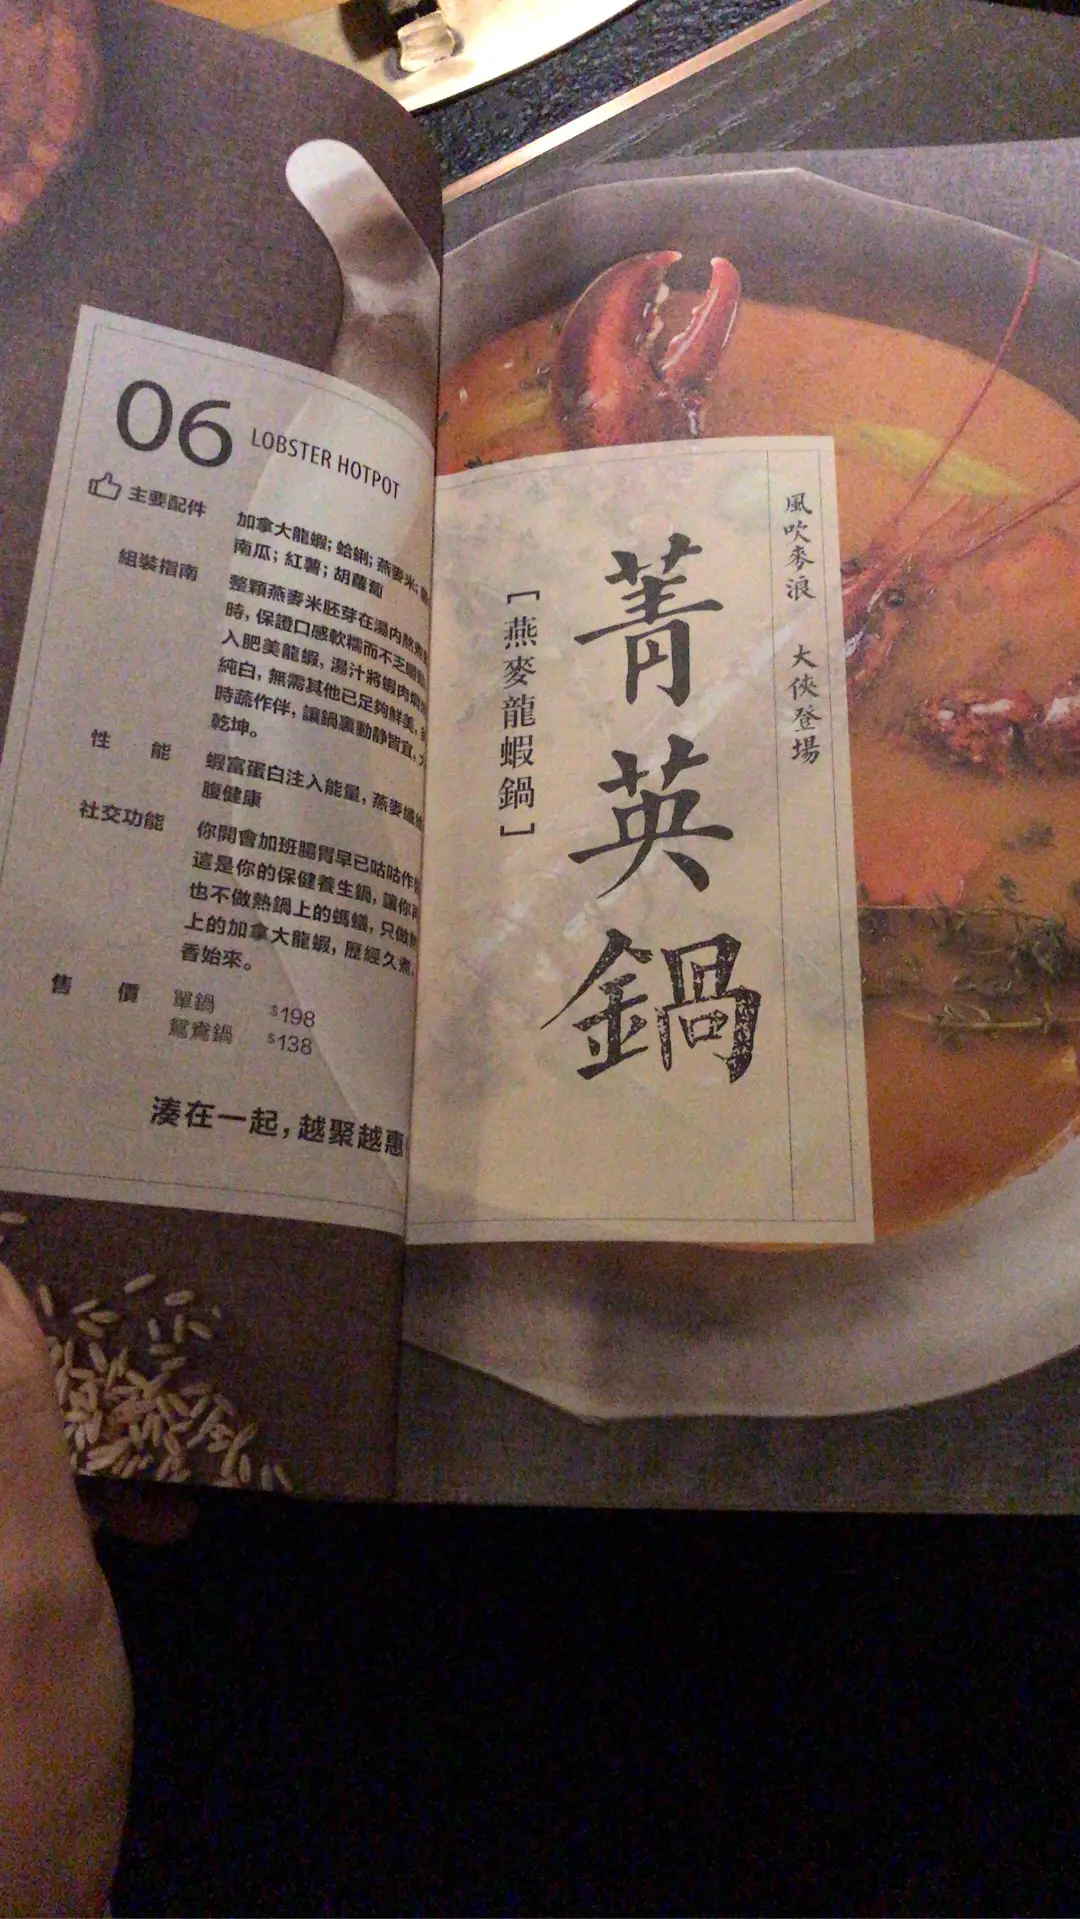 06 LOBSTER HOTPOT
主要配件
加拿大龍蝦; 蛤蜊; 燕麥米;
南瓜; 紅薯; 胡蘿蔔
組裝指南
整顆燕麥米胚芽在湯內熬煮
時, 保證口感軟糯而不乏嚼
入肥美龍蝦, 湯汁將蝦肉
純白, 無需其他已足夠鮮美,
時蔬作伴, 讓鍋裏動靜皆宜,
乾坤。
性 能
蝦富蛋白注入能量, 燕麥纖
腹健康
社交功能
你開會加班腸胃早已咕咕作
這是你的保健養生鍋, 讓你
也不做熱鍋上的螞蟻, 只做
上的加拿大龍蝦, 歷經久煮,
香始來。
售 價
單鍋 $198
鴛鴦鍋 $138
湊在一起, 越聚越惠
風吹麥浪 大俠登場
菁英鍋
[燕麥龍蝦鍋]